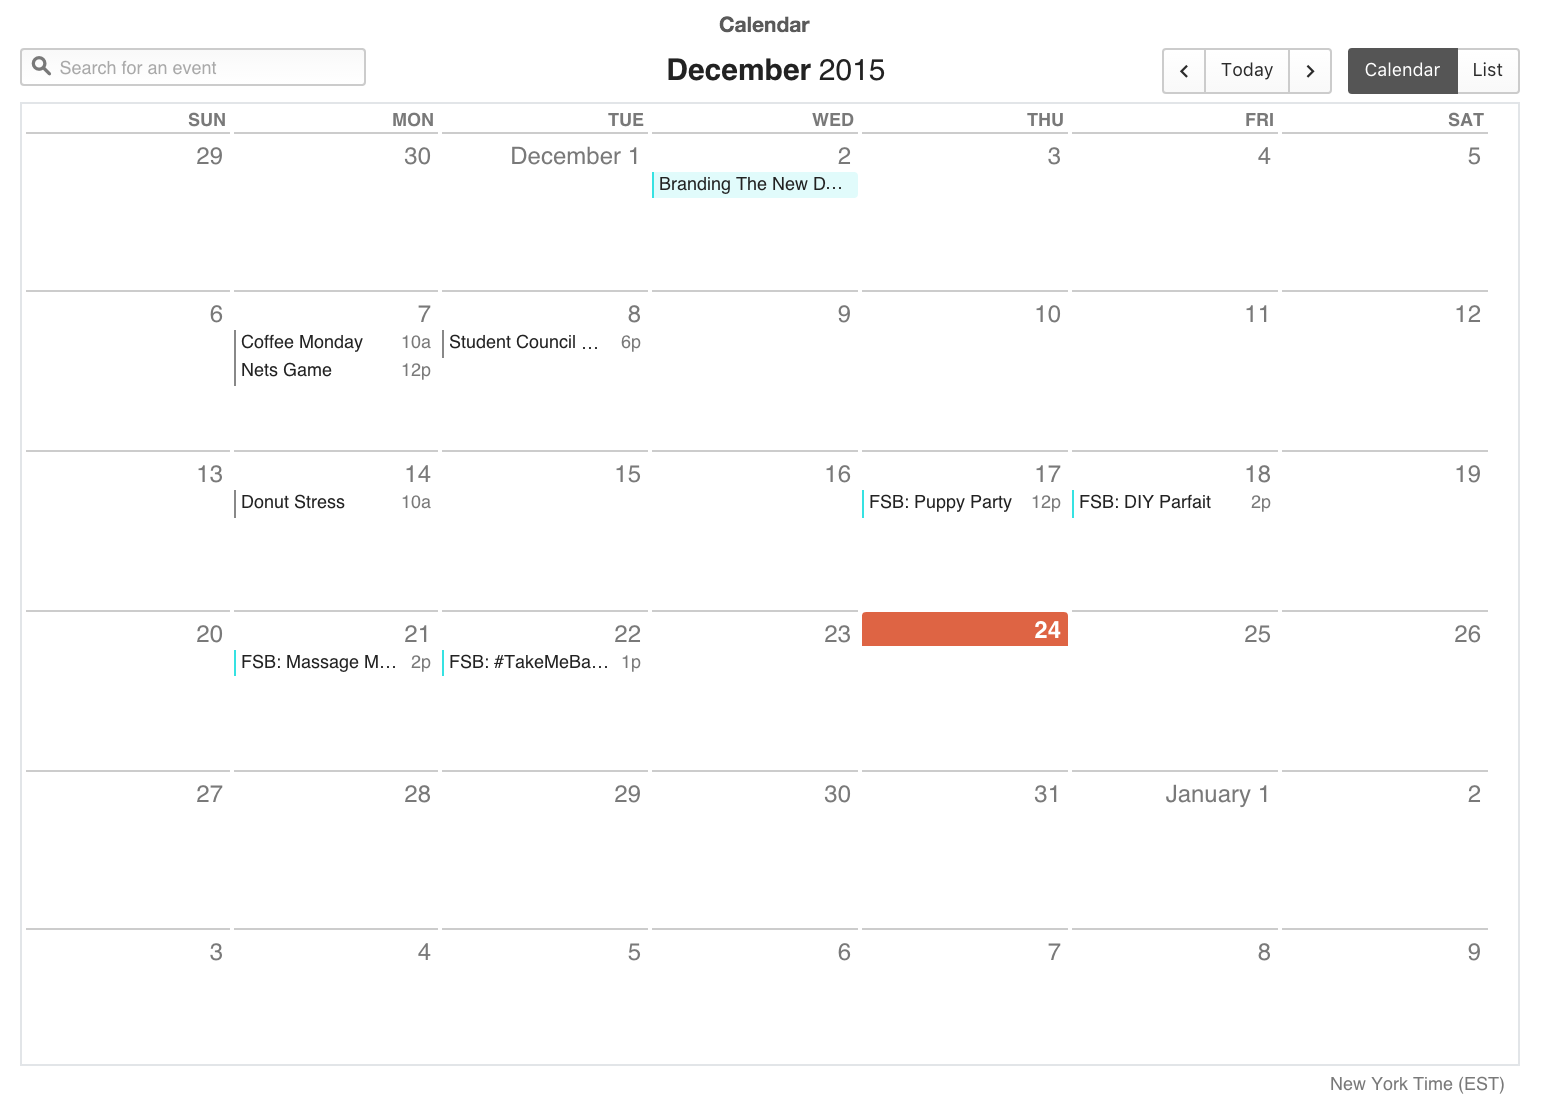 Calendar
Search for an event
December 2015
Today
Calendar List
SUN MON TUE WED THU FRI SAT
29 30 December 1 2 3 4 5
Branding The New D...
6 7 8 9 10 11 12
Coffee Monday 10a Student Council ... 6p
Nets Game 12p
13 14 15 16 17 18 19
Donut Stress 10a FSB: Puppy Party 12p FSB: DIY Parfait 2p
20 21 22 23 24 25 26
FSB: Massage M... 2p FSB: #TakeMeBa... 1p
27 28 29 30 31 January 1 2
3 4 5 6 7 8 9
New York Time (EST)